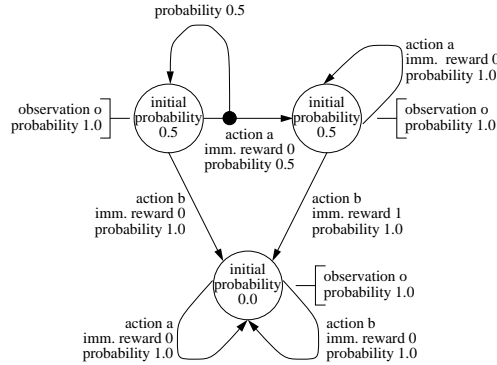 probability 0.5
action a
imm. reward 0
probability 1.0
observation o
probability 1.0
initial
probability
0.5
action a
imm. reward 0
probability 0.5
initial
probability
0.5
observation o
probability 1.0
action b
imm. reward 0
probability 1.0
action b
imm. reward 1
probability 1.0
initial
probability
0.0
observation o
probability 1.0
action a
imm. reward 0
probability 1.0
action b
imm. reward 0
probability 1.0